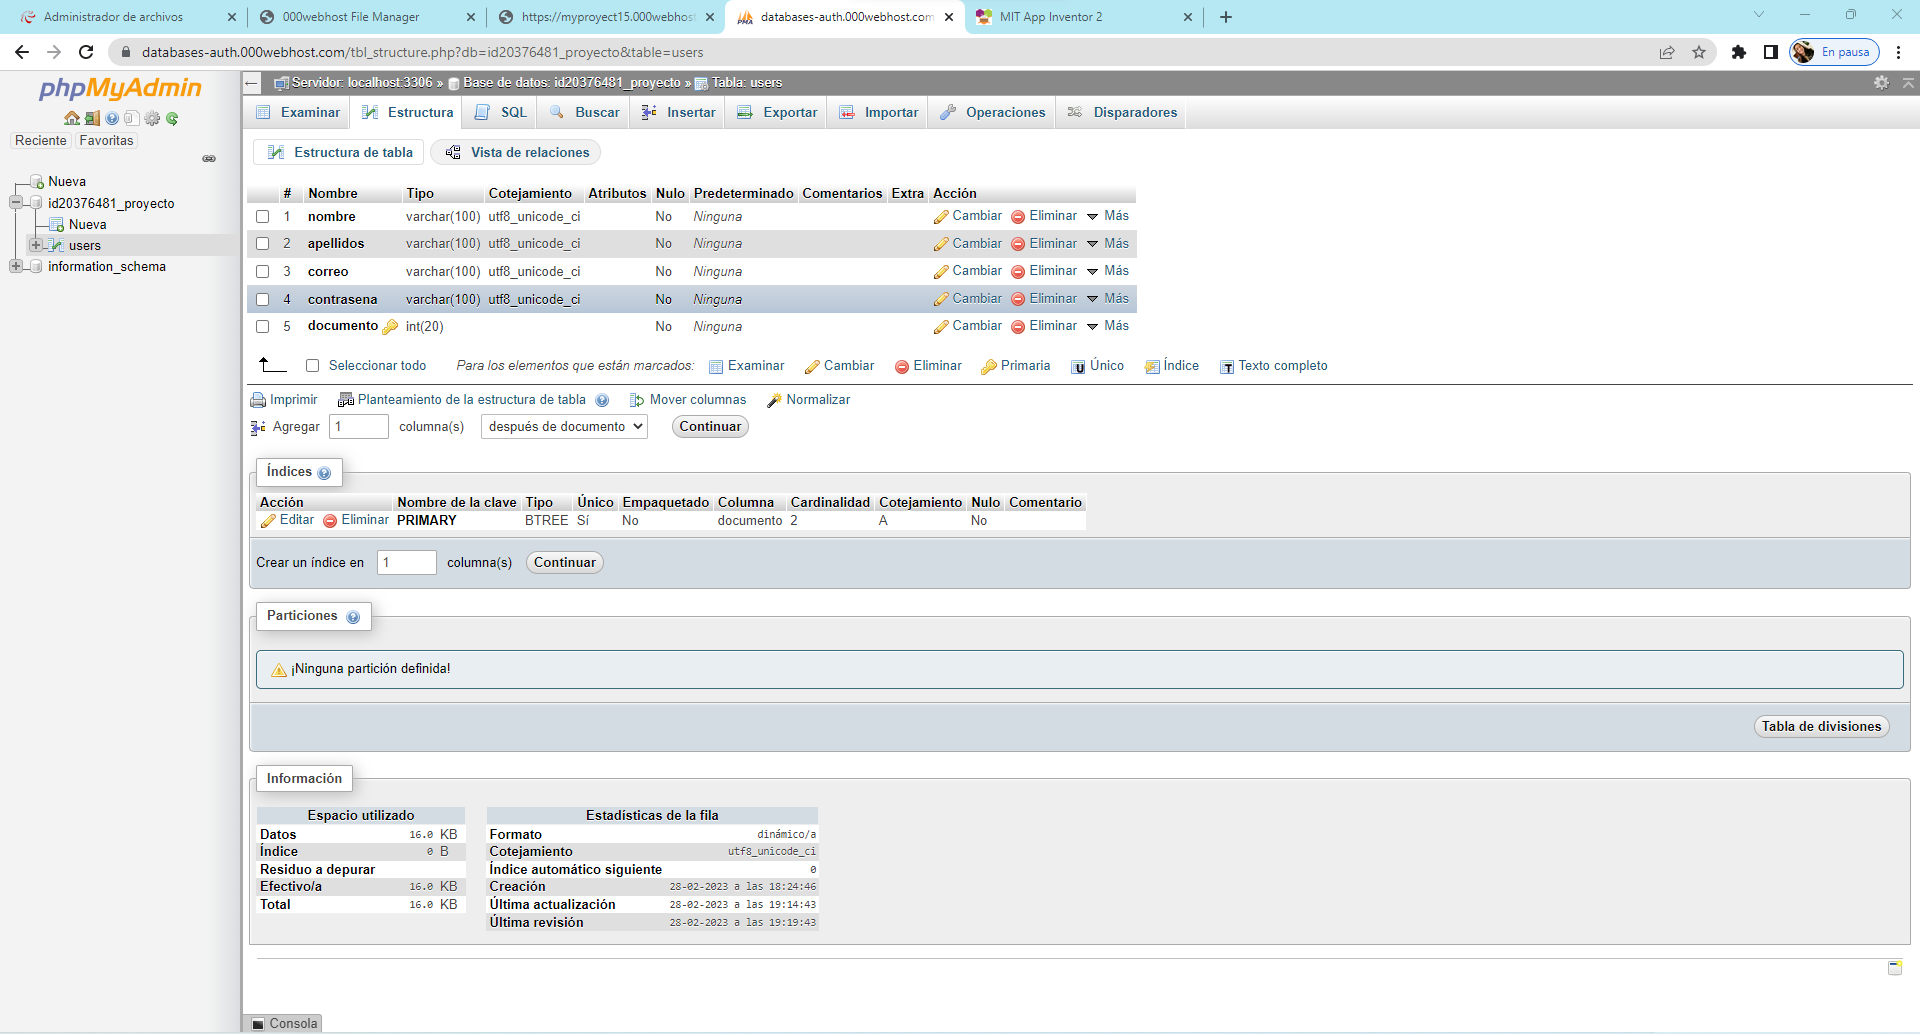 Administrador de archivos
000webhost File Manager
https://myproyect15.000webhost
databases-auth.000webhost.com
MIT App Inventor 2
databases-auth.000webhost.com/tbl_structure.php?db=id20376481_proyecto&table=users
En pausa
phpMyAdmin
Reciente Favoritas
Nueva
id20376481_proyecto
Nueva
users
information_schema
Servidor: localhost:3306 » Base de datos: id20376481_proyecto » Tabla: users
Examinar Estructura SQL Buscar Insertar Exportar Importar Operaciones Disparadores
Estructura de tabla Vista de relaciones
# Nombre Tipo Cotejamiento Atributos Nulo Predeterminado Comentarios Extra Acción
1 nombre varchar(100) utf8_unicode_ci No Ninguna Cambiar Eliminar Más
2 apellidos varchar(100) utf8_unicode_ci No Ninguna Cambiar Eliminar Más
3 correo varchar(100) utf8_unicode_ci No Ninguna Cambiar Eliminar Más
4 contrasena varchar(100) utf8_unicode_ci No Ninguna Cambiar Eliminar Más
5 documento int(20) No Ninguna Cambiar Eliminar Más
Seleccionar todo Para los elementos que están marcados: Examinar Cambiar Eliminar Primaria Único Índice Texto completo
Imprimir Planteamiento de la estructura de tabla Mover columnas Normalizar
Agregar 1 columna(s) después de documento Continuar
Índices
Acción Nombre de la clave Tipo Único Empaquetado Columna Cardinalidad Cotejamiento Nulo Comentario
Editar Eliminar PRIMARY BTREE Sí No documento 2 A No
Crear un índice en 1 columna(s) Continuar
Particiones
¡Ninguna partición definida!
Tabla de divisiones
Información
Espacio utilizado
Datos 16.0 KB
Índice 0 B
Residuo a depurar
Efectivo/a 16.0 KB
Total 16.0 KB
Estadísticas de la fila
Formato dinámico/a
Cotejamiento utf8_unicode_ci
Índice automático siguiente 0
Creación 28-02-2023 a las 18:24:46
Última actualización 28-02-2023 a las 19:14:43
Última revisión 28-02-2023 a las 19:19:43
Consola